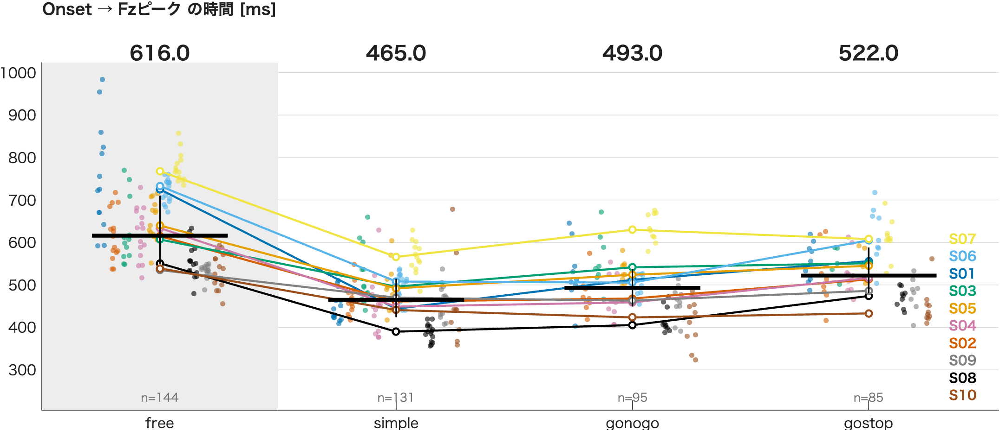 Onset → Fzピーク の時間 [ms]
616.0 465.0 493.0 522.0
1000
900
800
700
600
500
400
300
S07
S06
S01
S03
S05
S04
S02
S09
S08
S10
n=144 n=131 n=95 n=85
free simple gonogo gostop